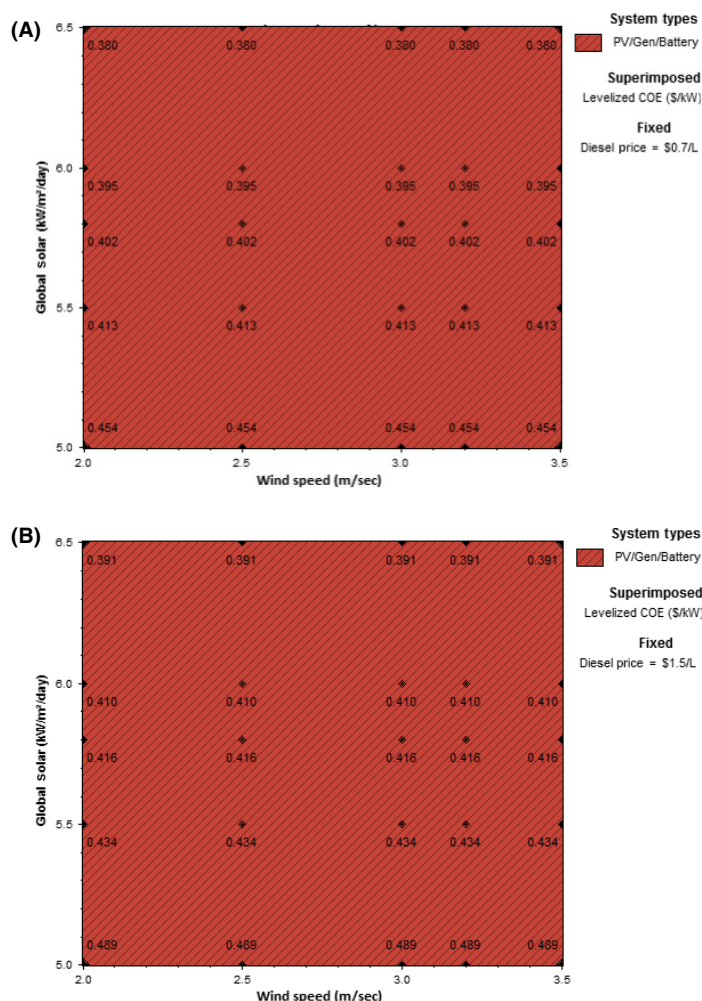 (A)
6.5
0.380 0.380 0.380 0.380 0.380
6.0
0.395 0.395 0.395 0.395 0.395
0.402 0.402 0.402 0.402 0.402
5.5
0.413 0.413 0.413 0.413 0.413
0.454 0.454 0.454 0.454 0.454
5.0
2.0 2.5 3.0 3.5
Wind speed (m/sec)
Global solar (kW/m²/day)
System types
PV/Gen/Battery
Superimposed
Levelized COE ($/kW)
Fixed
Diesel price = $0.7/L
(B)
6.5
0.391 0.391 0.391 0.391 0.391
6.0
0.410 0.410 0.410 0.410 0.410
0.416 0.416 0.416 0.416 0.416
5.5
0.434 0.434 0.434 0.434 0.434
0.489 0.489 0.489 0.489 0.489
5.0
2.0 2.5 3.0 3.5
Wind speed (m/sec)
Global solar (kW/m²/day)
System types
PV/Gen/Battery
Superimposed
Levelized COE ($/kW)
Fixed
Diesel price = $1.5/L